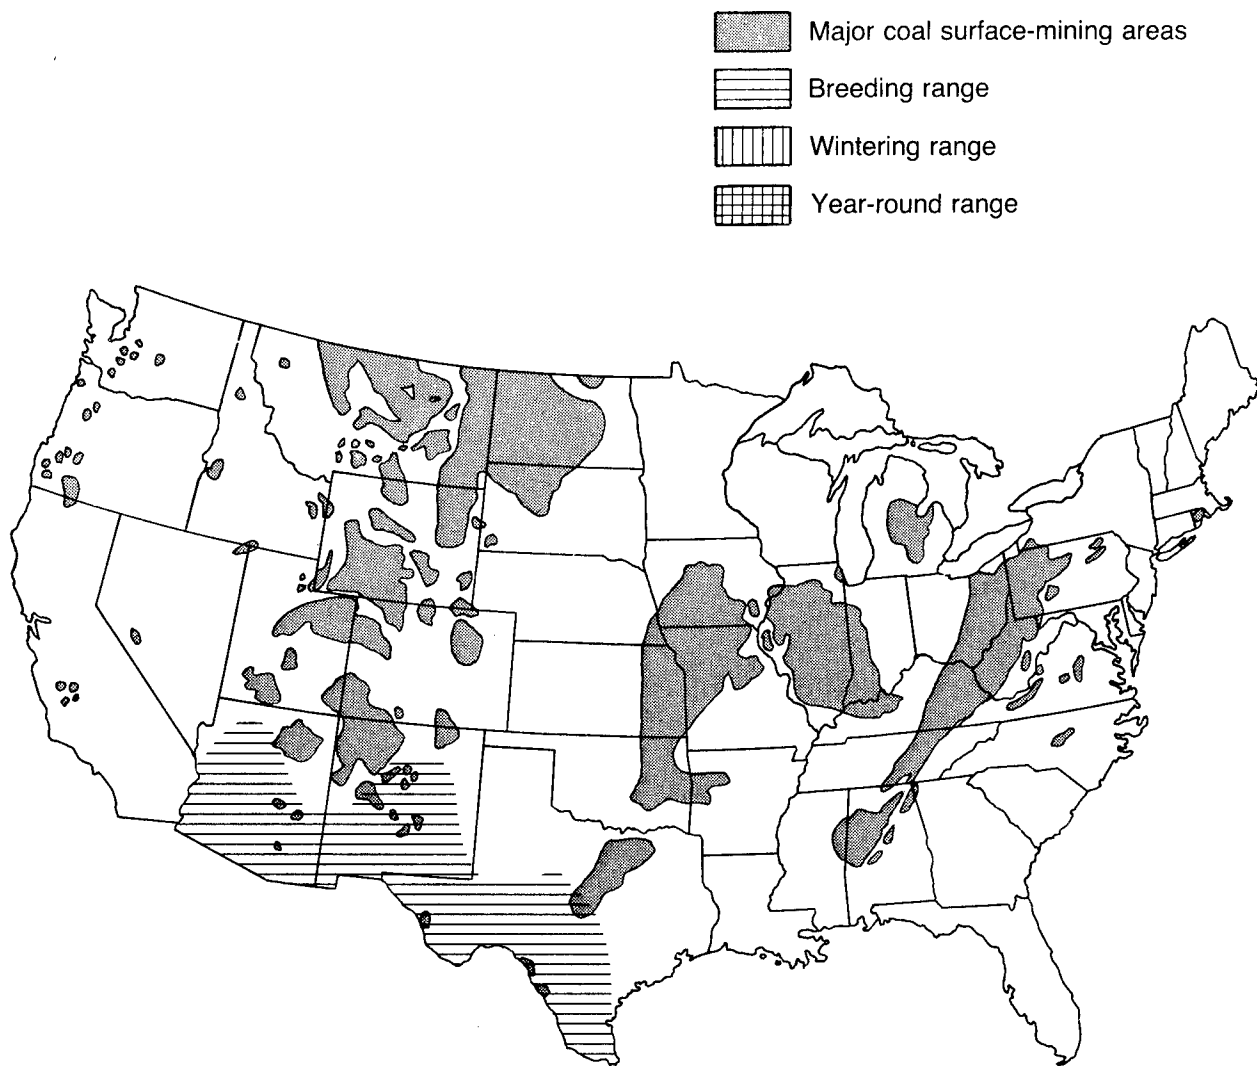 Major coal surface-mining areas
Breeding range
Wintering range
Year-round range